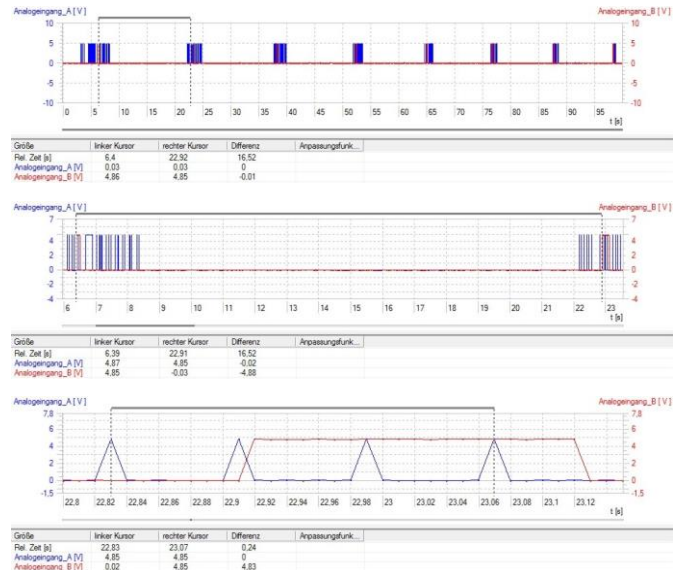 Analogeingang_A [ V ] Analogeingang_B [ V ]
10 10
5 5
0 0
-5 -5
-10 -10
0 5 10 15 20 25 30 35 40 45 50 55 60 65 70 75 80 85 90 95
t [s]
Größe linker Kursor rechter Kursor Differenz Anpassungsfunk...
Rel. Zeit [s] 6,4 22,92 16,52
Analogeingang_A [V] 0,03 0,03 0
Analogeingang_B [V] 4,86 4,85 -0,01
Analogeingang_A [ V ] Analogeingang_B [ V ]
7 7
4 4
2 2
0 0
-2 -2
-4 -4
6 7 8 9 10 11 12 13 14 15 16 17 18 19 20 21 22 23
t [s]
Größe linker Kursor rechter Kursor Differenz Anpassungsfunk...
Rel. Zeit [s] 6,39 22,91 16,52
Analogeingang_A [V] 4,87 4,85 -0,02
Analogeingang_B [V] 4,85 -0,03 -4,88
Analogeingang_A [ V ] Analogeingang_B [ V ]
7,8 7,8
6 6
4 4
2 2
0 0
-1,5 -1,5
22,8 22,82 22,84 22,86 22,88 22,9 22,92 22,94 22,96 22,98 23 23,02 23,04 23,06 23,08 23,1 23,12
t [s]
Größe linker Kursor rechter Kursor Differenz Anpassungsfunk...
Rel. Zeit [s] 22,83 23,07 0,24
Analogeingang_A [V] 4,85 4,85 0
Analogeingang_B [V] 0,02 4,85 4,83